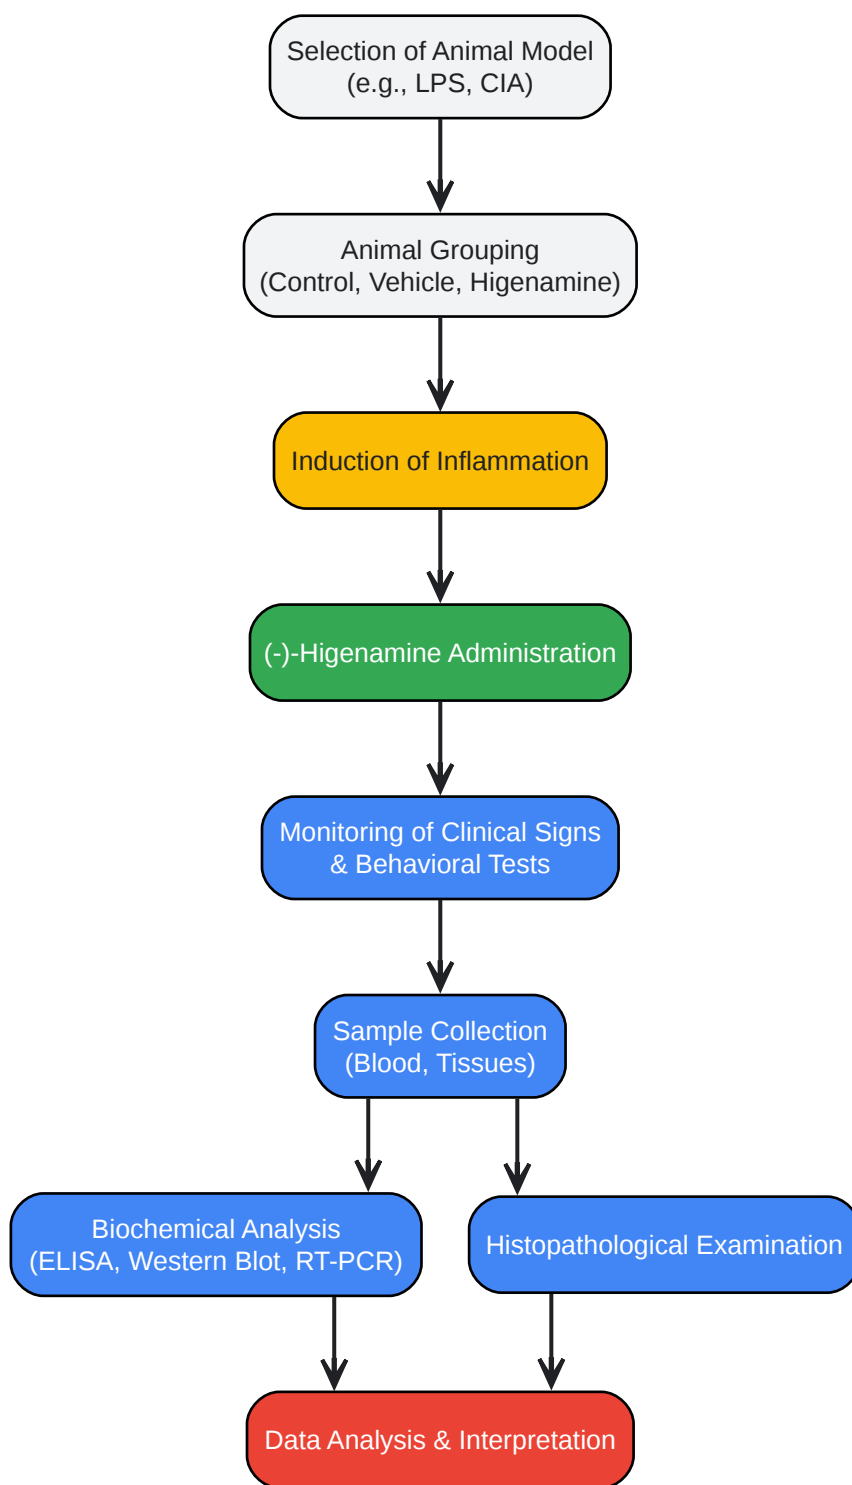 Selection of Animal Model
(e.g., LPS, CIA)
Animal Grouping
(Control, Vehicle, Higenamine)
Induction of Inflammation
(-)-Higenamine Administration
Monitoring of Clinical Signs
& Behavioral Tests
Sample Collection
(Blood, Tissues)
Biochemical Analysis
(ELISA, Western Blot, RT-PCR)
Histopathological Examination
Data Analysis & Interpretation